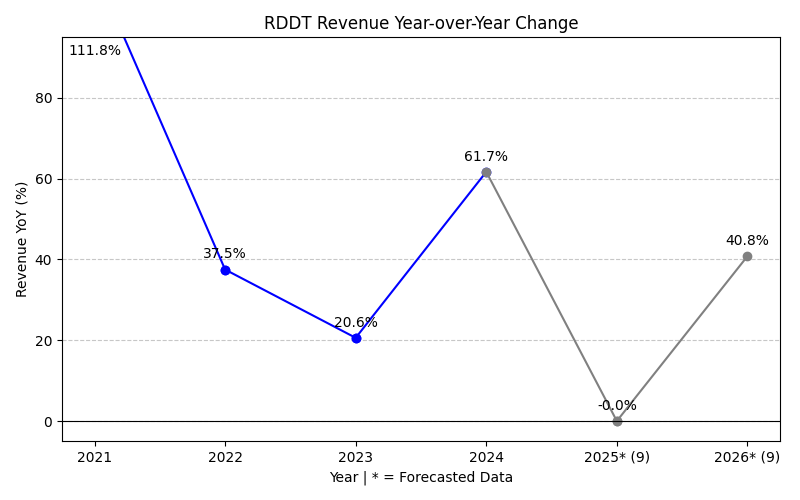 RDDT Revenue Year-over-Year Change
111.8%
80
61.7%
60
Revenue YoY (%)
37.5%
40.8%
40
20.6%
20
-0.0%
0
2021 2022 2023 2024 2025* (9) 2026* (9)
Year | * = Forecasted Data